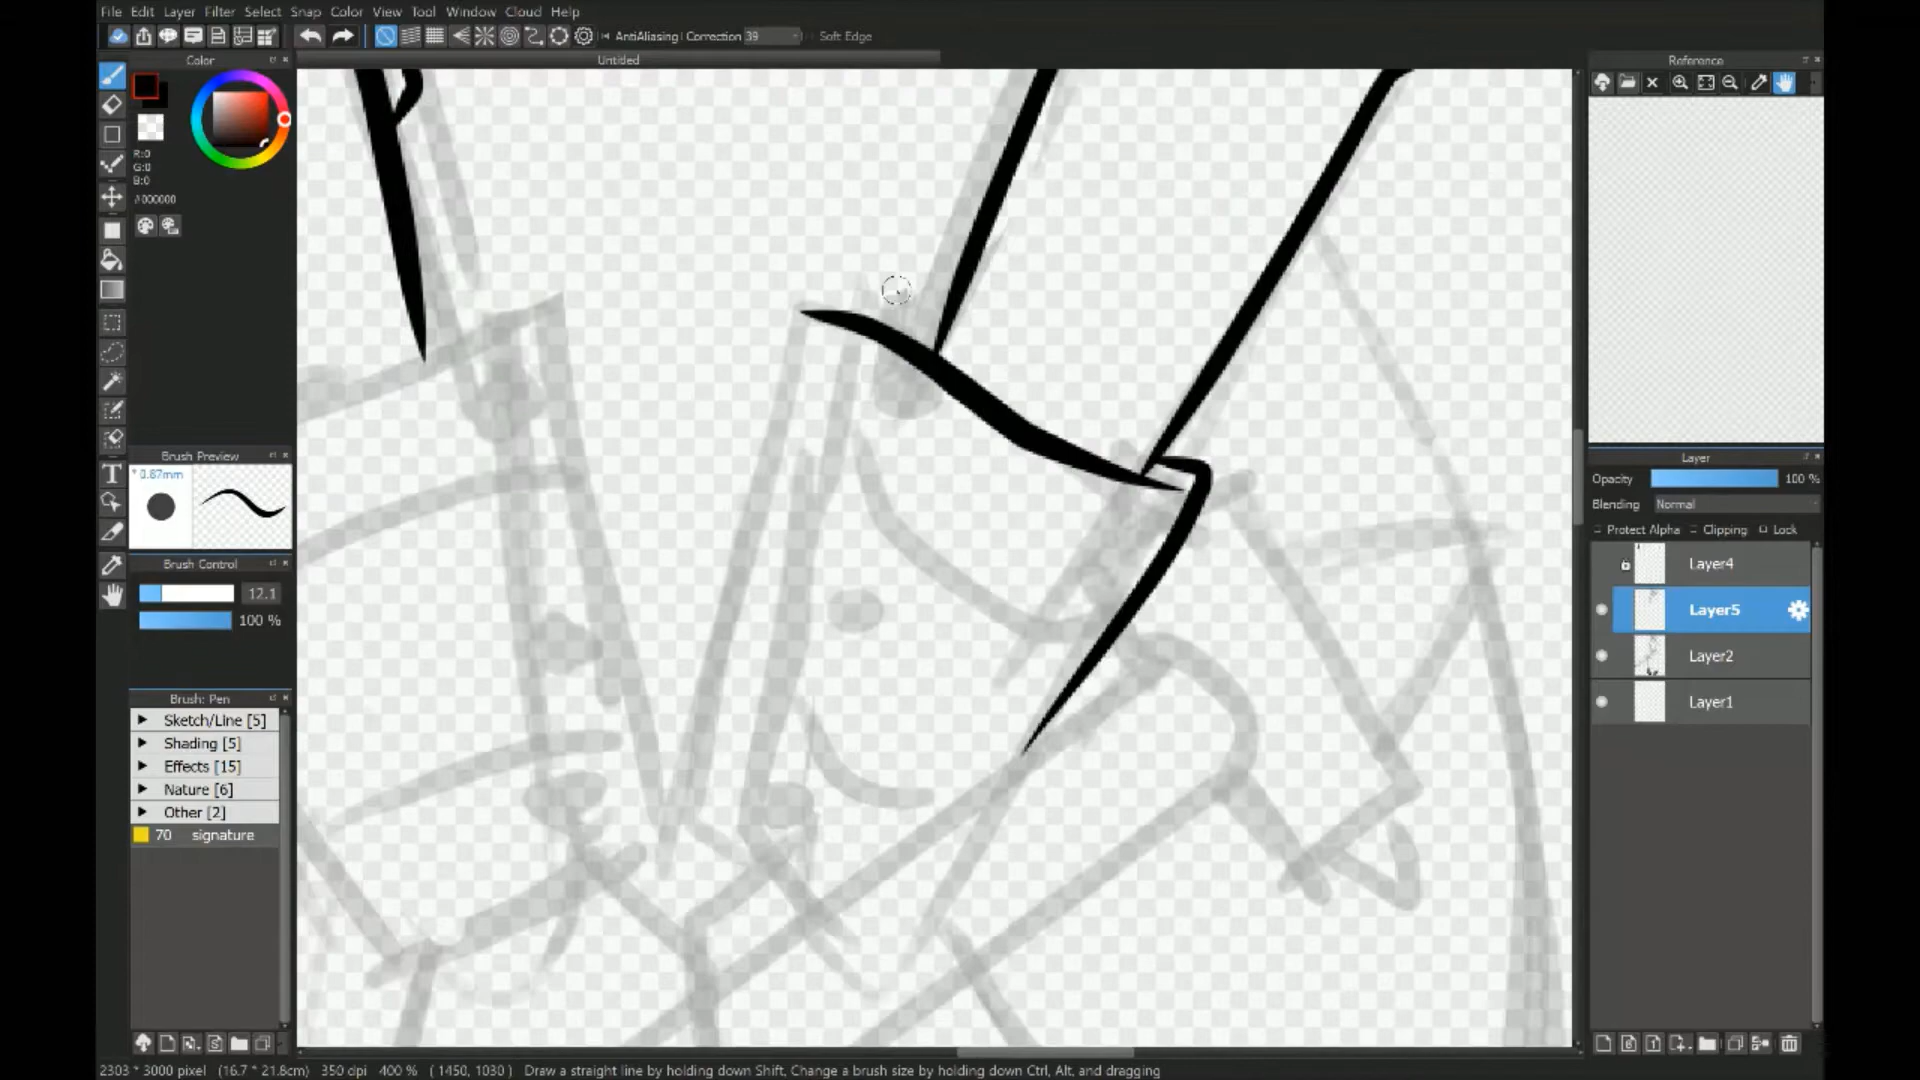 File Edit Layer Filter Select Snap Color View Tool Window Cloud Help
AntiAliasing Correction 39 Soft Edge
Color
Untitled
Reference
R:0
G:0
B:0
#000000
Brush Preview
* 0.87mm
Brush Control
12.1
100 %
Brush: Pen
Sketch/Line [5]
Shading [5]
Effects [15]
Nature [6]
Other [2]
70 signature
Layer
Opacity 100 %
Blending Normal
Protect Alpha Clipping Lock
Layer4
Layer5
Layer2
Layer1
2303 * 3000 pixel (16.7 * 21.8cm) 350 dpi 400 % ( 1450, 1030 ) Draw a straight line by holding down Shift, Change a brush size by holding down Ctrl, Alt, and dragging